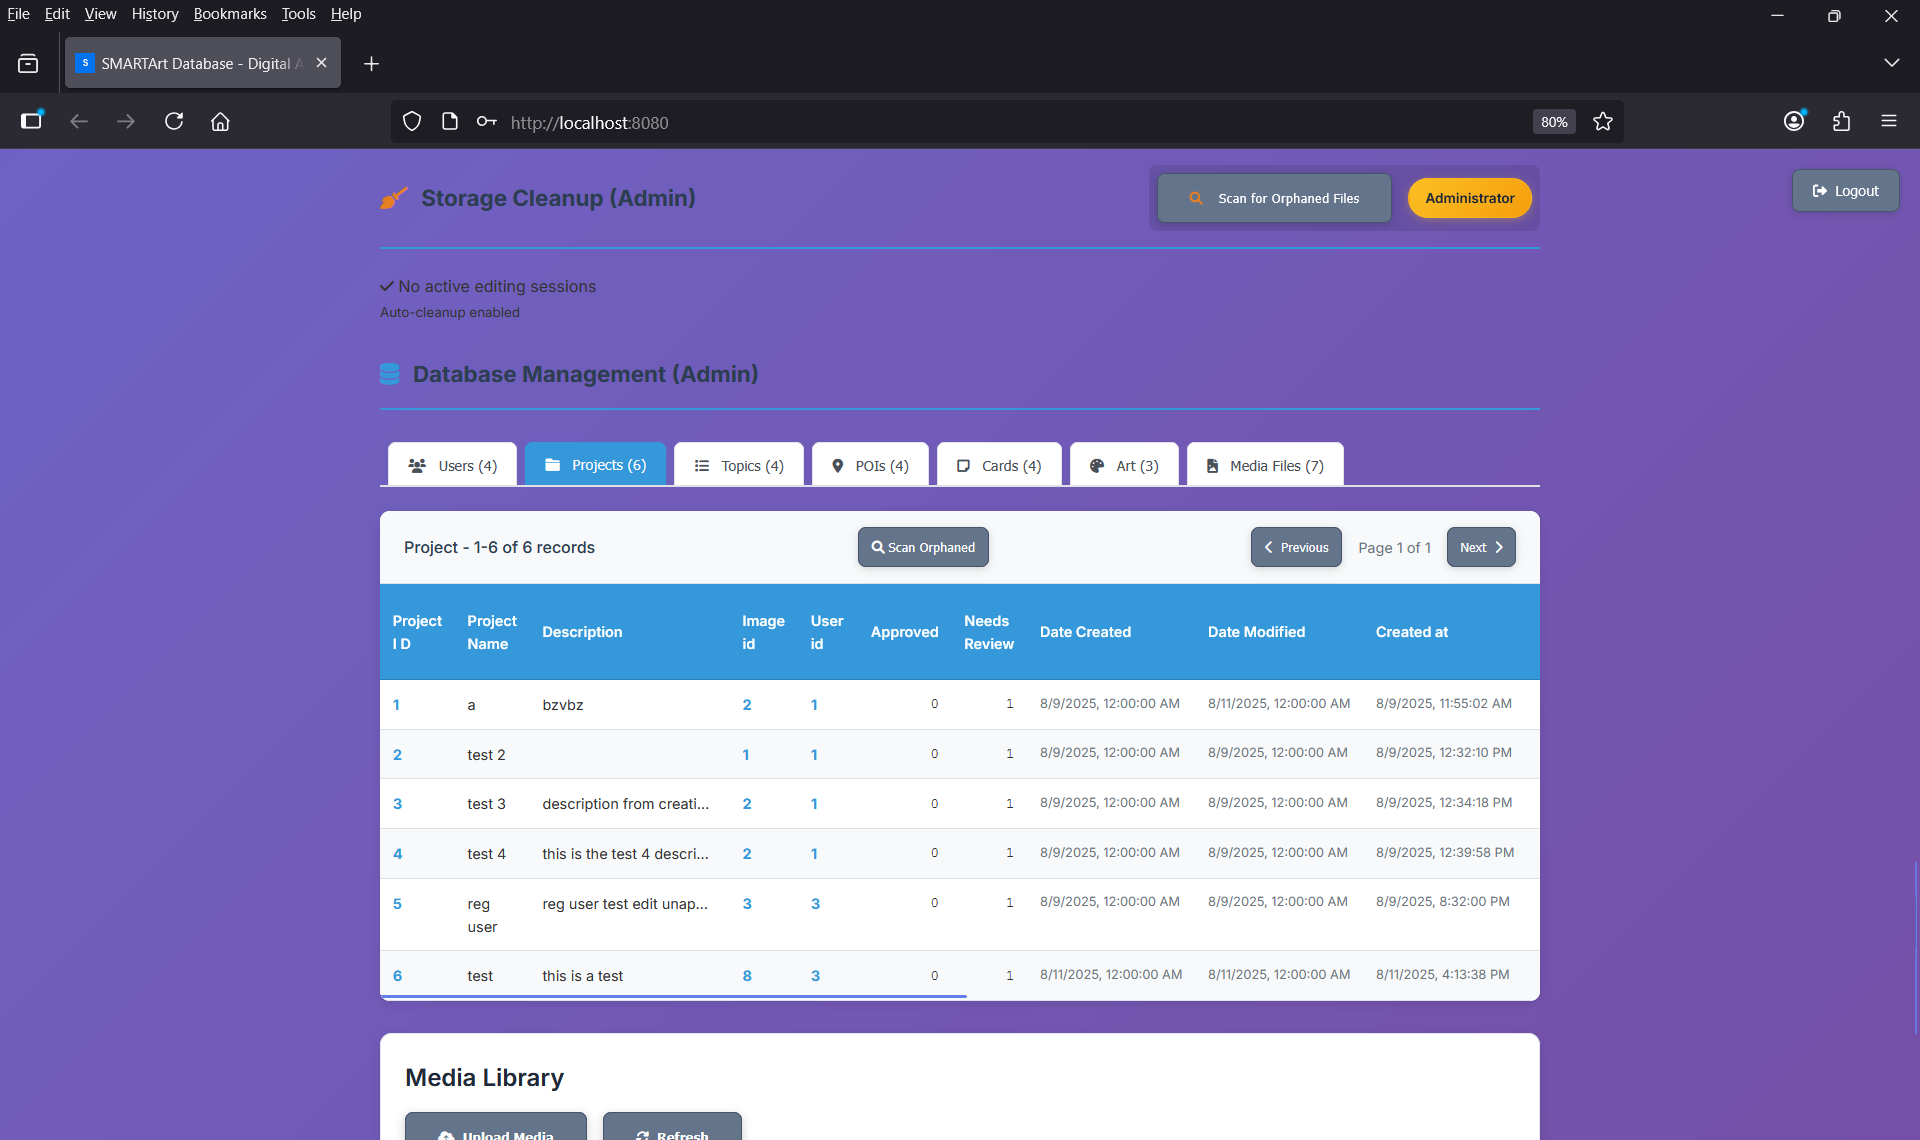 File Edit View History Bookmarks Tools Help
S SMARTArt Database - Digital A
http://localhost:8080
80%
Storage Cleanup (Admin)
Scan for Orphaned Files
Administrator
Logout
No active editing sessions
Auto-cleanup enabled
Database Management (Admin)
Users (4) Projects (6) Topics (4) POIs (4) Cards (4) Art (3) Media Files (7)
Project - 1-6 of 6 records Scan Orphaned Previous Page 1 of 1 Next
Project I D Project Name Description Image id User id Approved Needs Review Date Created Date Modified Created at
1 a bzvbz 2 1 0 1 8/9/2025, 12:00:00 AM 8/11/2025, 12:00:00 AM 8/9/2025, 11:55:02 AM
2 test 2 1 1 0 1 8/9/2025, 12:00:00 AM 8/9/2025, 12:00:00 AM 8/9/2025, 12:32:10 PM
3 test 3 description from creati... 2 1 0 1 8/9/2025, 12:00:00 AM 8/9/2025, 12:00:00 AM 8/9/2025, 12:34:18 PM
4 test 4 this is the test 4 descri... 2 1 0 1 8/9/2025, 12:00:00 AM 8/9/2025, 12:00:00 AM 8/9/2025, 12:39:58 PM
5 reg user reg user test edit unap... 3 3 0 1 8/9/2025, 12:00:00 AM 8/9/2025, 12:00:00 AM 8/9/2025, 8:32:00 PM
6 test this is a test 8 3 0 1 8/11/2025, 12:00:00 AM 8/11/2025, 12:00:00 AM 8/11/2025, 4:13:38 PM
Media Library
Upload Media Refresh